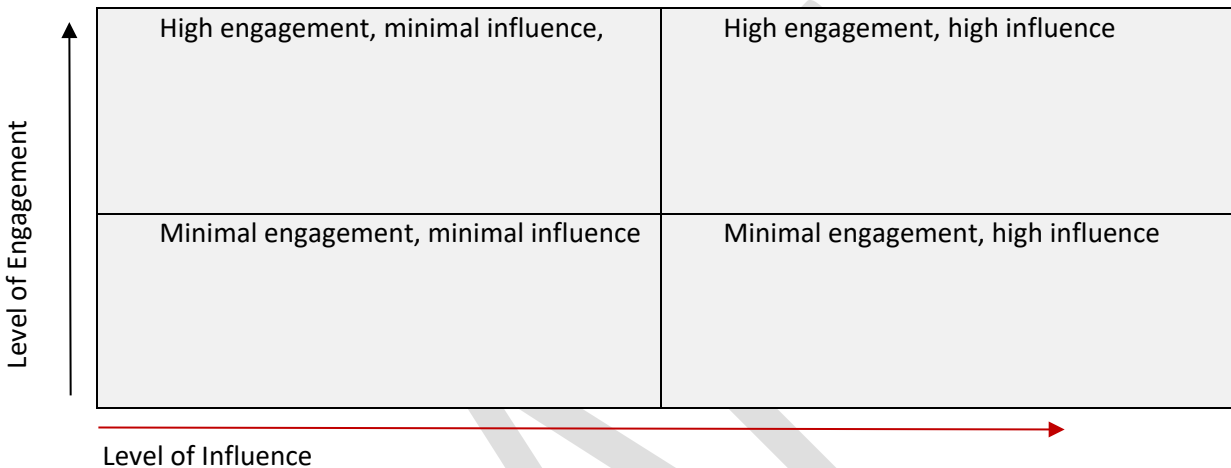 High engagement, minimal influence,
High engagement, high influence
Level of Engagement
Minimal engagement, minimal influence
Minimal engagement, high influence
Level of Influence